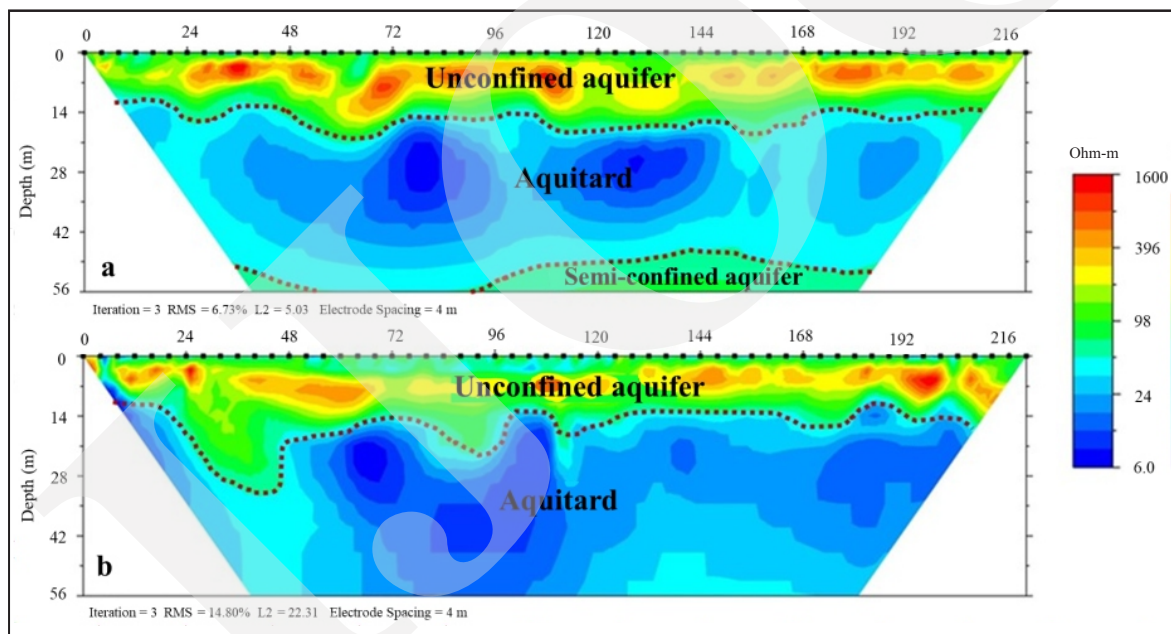 0 24 48 72 96 120 144 168 192 216
0
14
28
42
56
Depth (m)
Unconfined aquifer
Aquitard
Semi-confined aquifer
a
Iteration = 3 RMS = 6.73% L2 = 5.03 Electrode Spacing = 4 m
Ohm-m
1600
396
98
24
6.0
0 24 48 72 96 120 144 168 192 216
0
14
28
42
56
Depth (m)
Unconfined aquifer
Aquitard
b
Iteration = 3 RMS = 14.80% L2 = 22.31 Electrode Spacing = 4 m